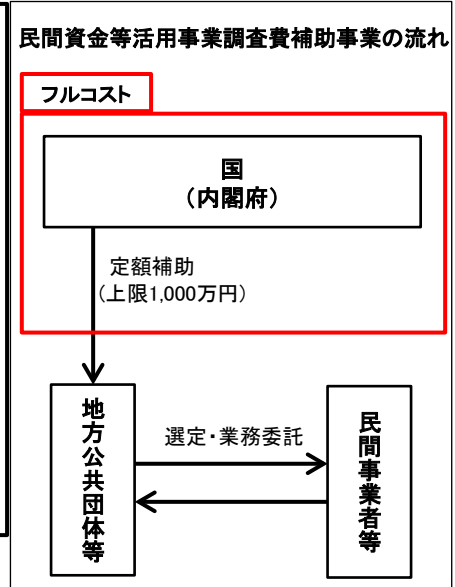 民間資金等活用事業調査費補助事業の流れ
フルコスト
国
（内閣府）
定額補助
（上限1,000万円）
地方公共団体等
選定・業務委託
民間事業者等